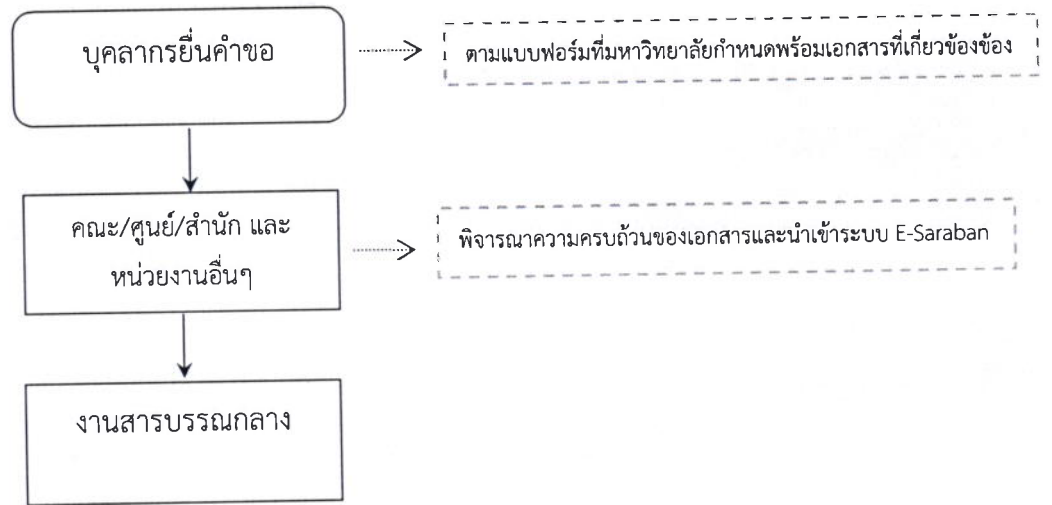 บุคลากรยื่นคำขอ
ตามแบบฟอร์มที่มหาวิทยาลัยกำหนดพร้อมเอกสารที่เกี่ยวข้องข้อง
คณะ/ศูนย์/สำนัก และ
หน่วยงานอื่นๆ
พิจารณาความครบถ้วนของเอกสารและนำเข้าระบบ E-Saraban
งานสารบรรณกลาง